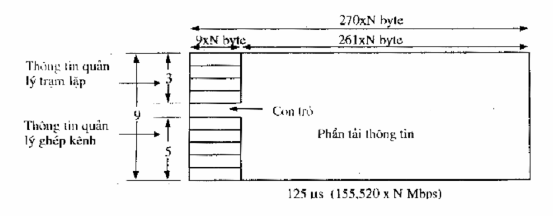 270xN byte
9xN byte
261xN byte
Thông tin quản
lý trạm lặp
3
9
Con trỏ
Thông tin quản
lý ghép kênh
5
Phần tải thông tin
125 µs (155,520 x N Mbps)